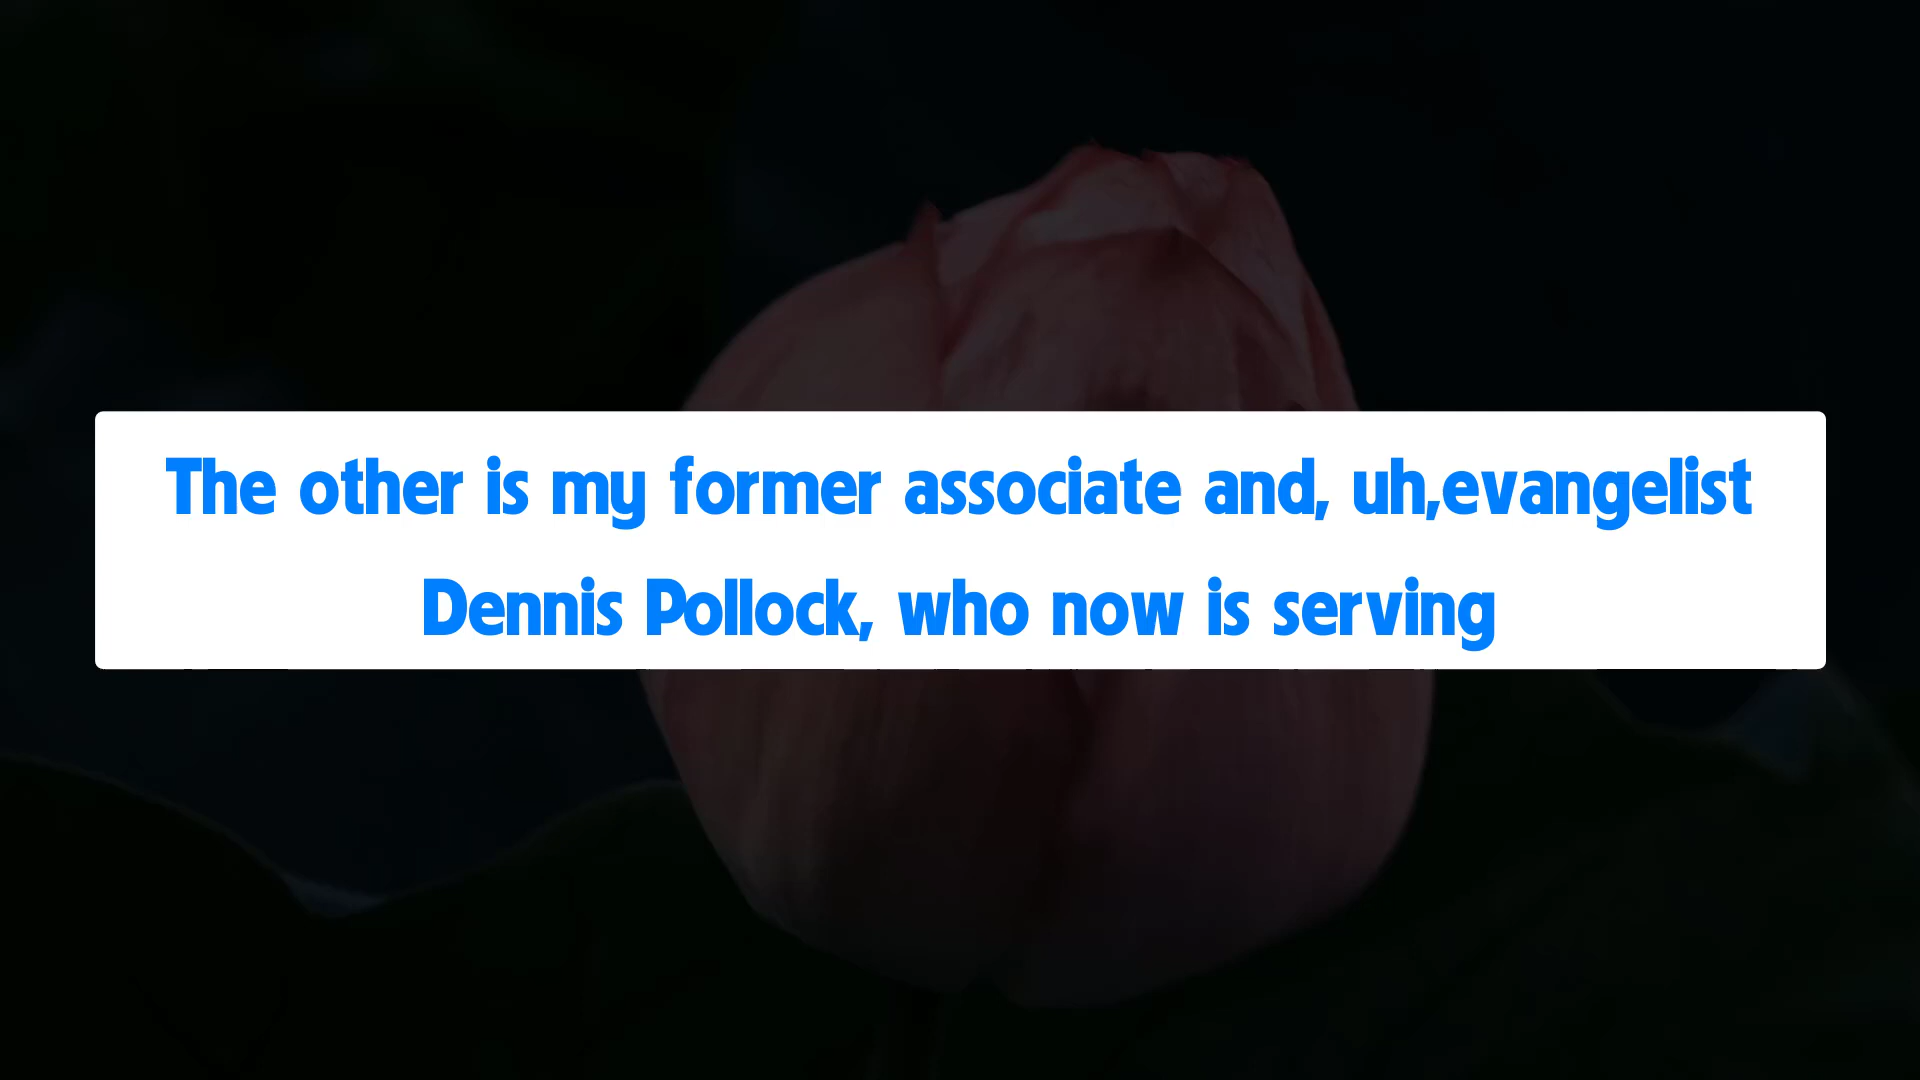 The other is my former associate and, uh,evangelist
Dennis Pollock, who now is serving